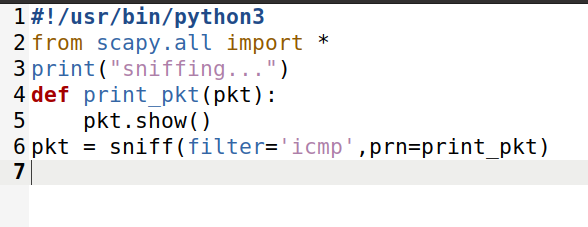 1 #!/usr/bin/python3
2 from scapy.all import *
3 print("sniffing...")
4 def print_pkt(pkt):
5     pkt.show()
6 pkt = sniff(filter='icmp',prn=print_pkt)
7